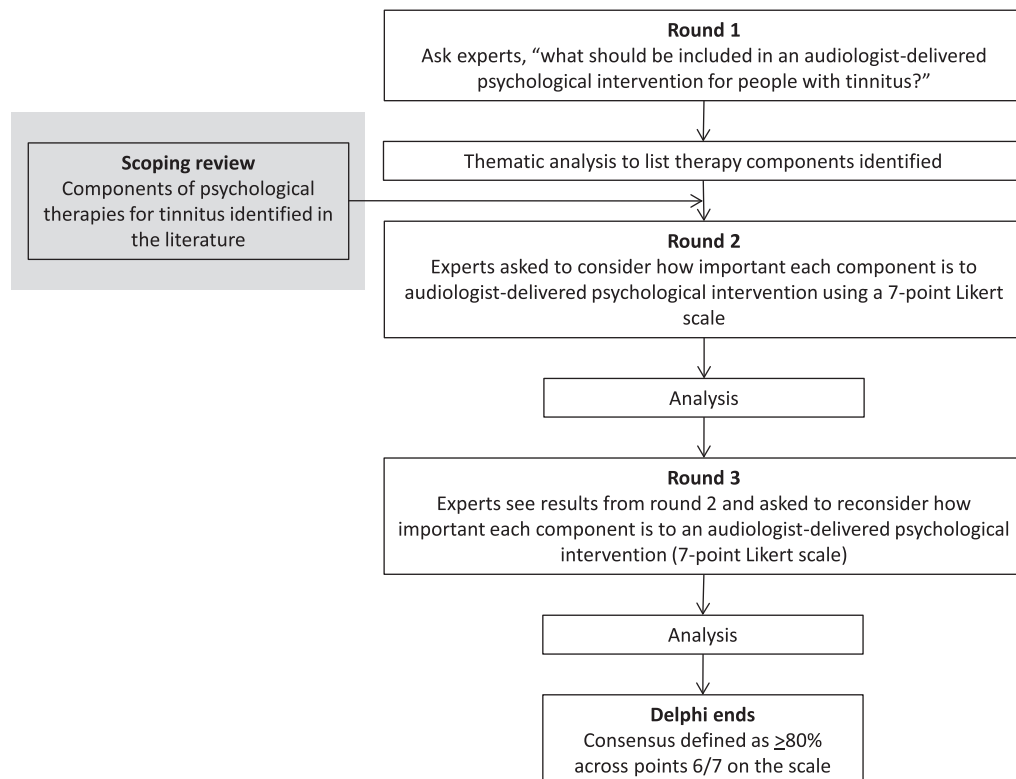 Round 1
Ask experts, “what should be included in an audiologist-delivered
psychological intervention for people with tinnitus?”
Thematic analysis to list therapy components identified
Scoping review
Components of psychological
therapies for tinnitus identified in
the literature
Round 2
Experts asked to consider how important each component is to
audiologist-delivered psychological intervention using a 7-point Likert
scale
Analysis
Round 3
Experts see results from round 2 and asked to reconsider how
important each component is to an audiologist-delivered psychological
intervention (7-point Likert scale)
Analysis
Delphi ends
Consensus defined as ≥80%
across points 6/7 on the scale